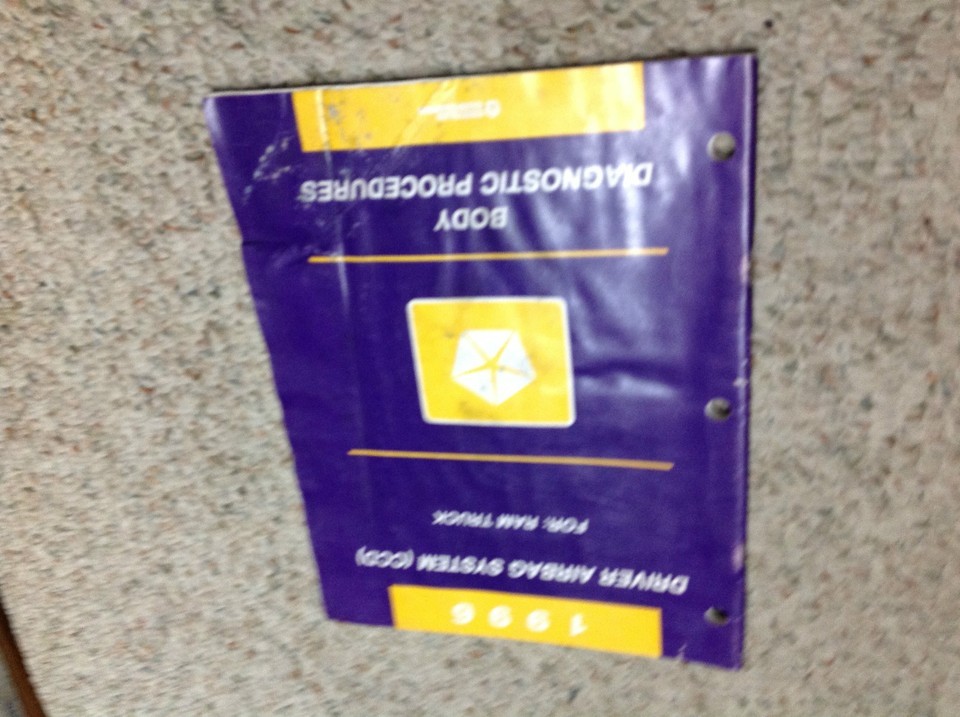 1996
DRIVER AIRBAG SYSTEM (CCD)
FOR: RAM TRUCK
BODY
DIAGNOSTIC PROCEDURES